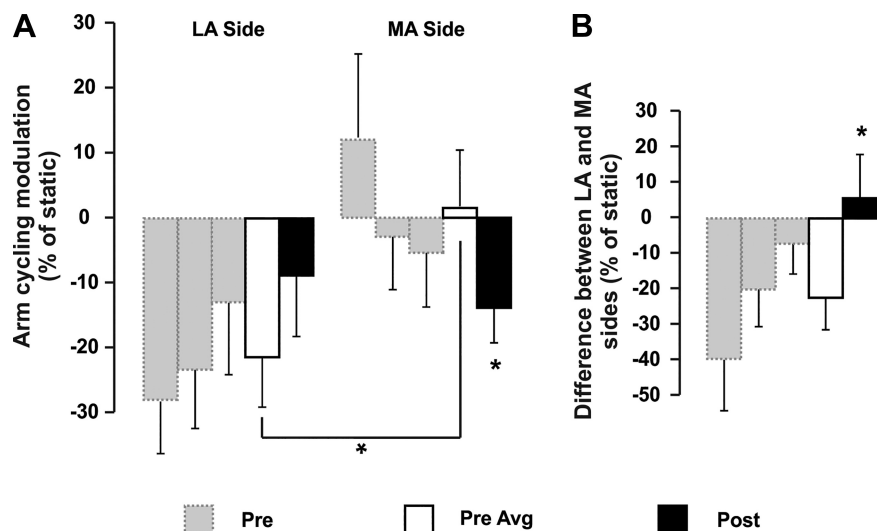 A
LA Side
MA Side
Arm cycling modulation
(% of static)
30
20
10
0
-10
-20
-30
*
*
B
Difference between LA and MA
sides (% of static)
30
20
10
0
-10
-20
-30
-40
-50
*
Pre
Pre Avg
Post